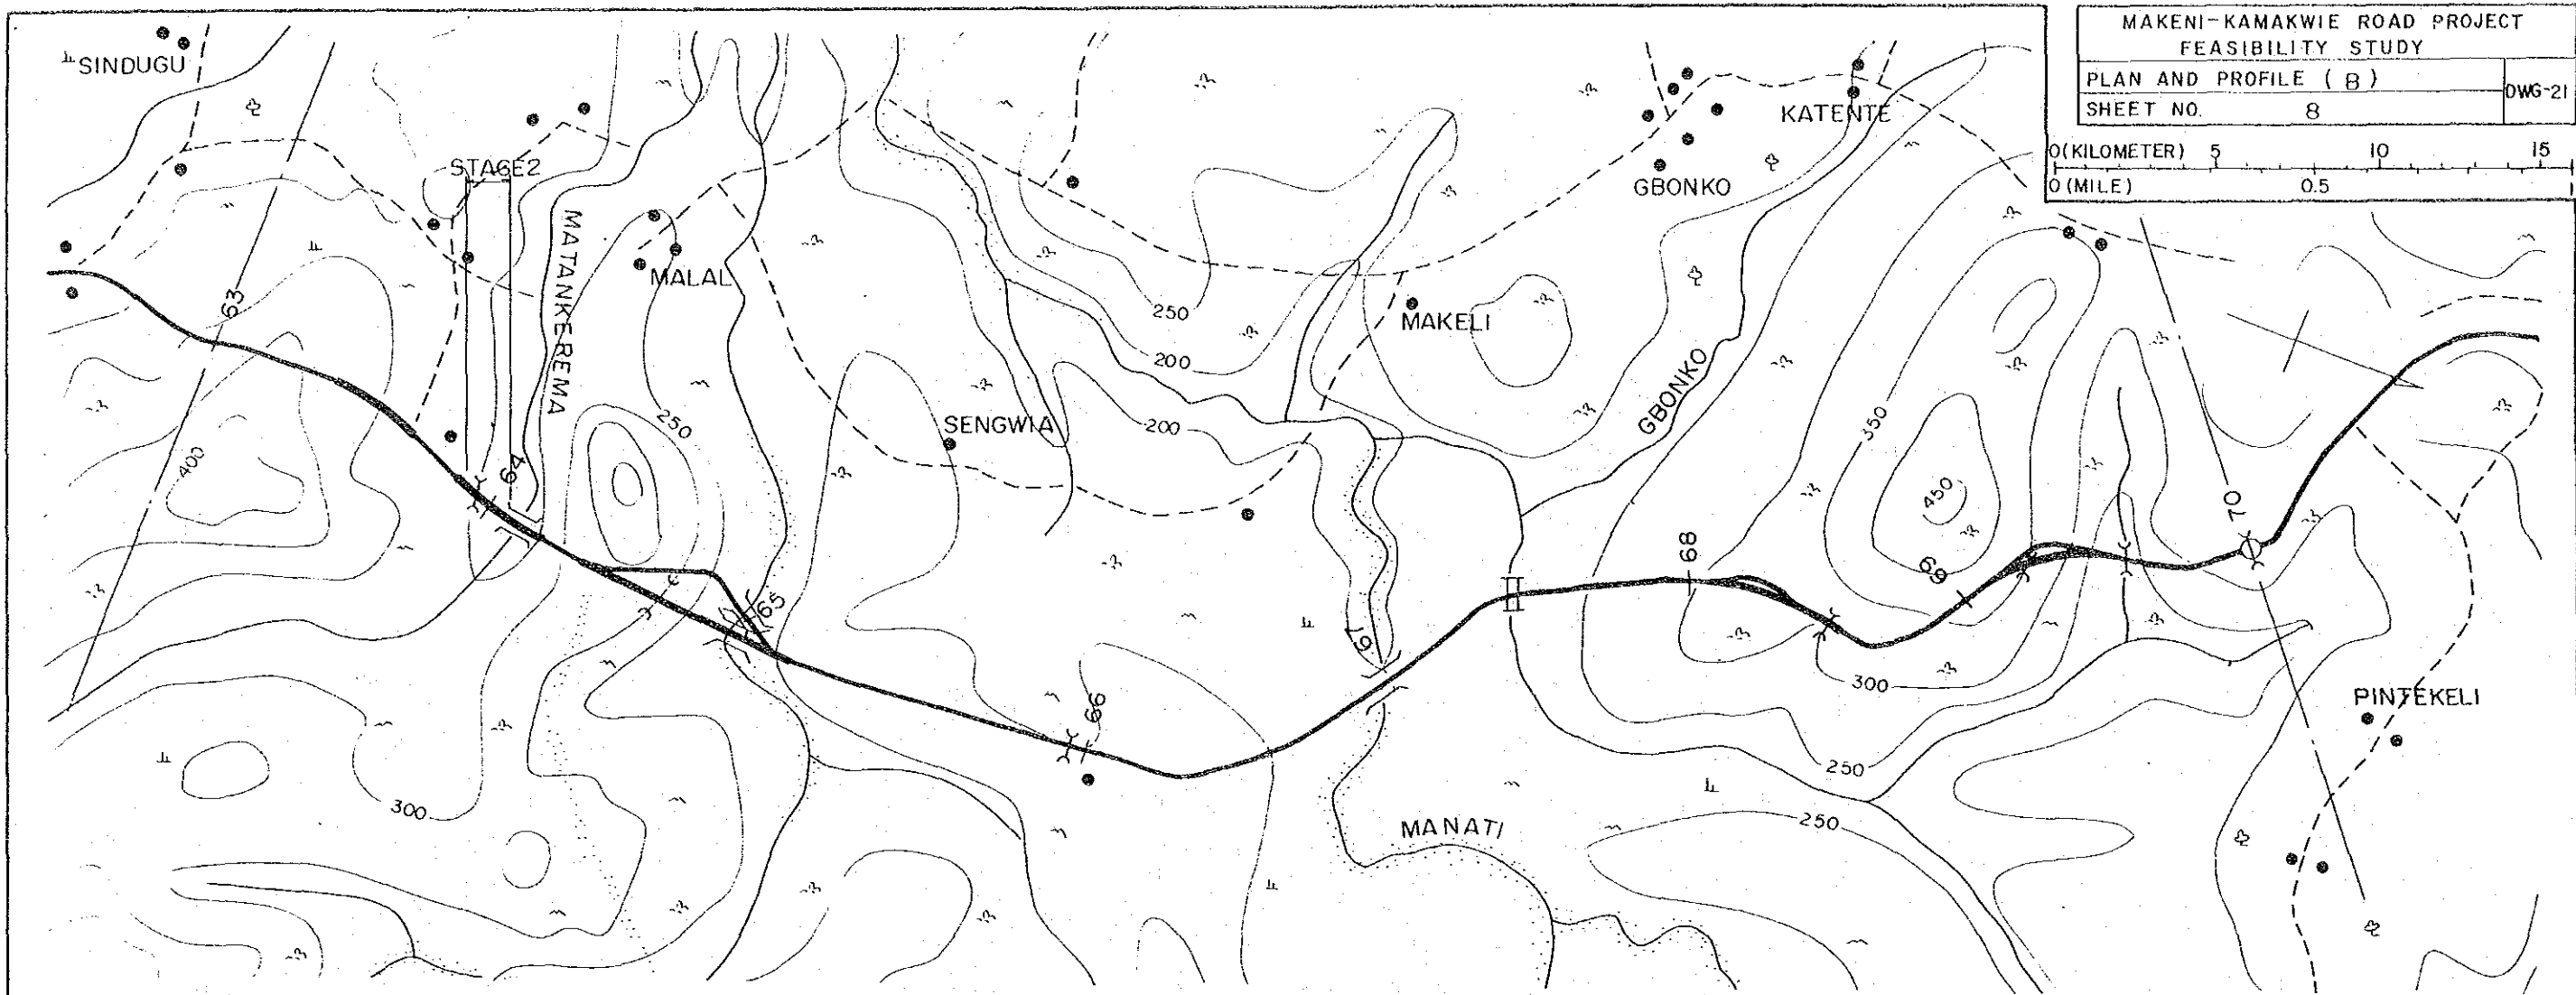 MAKENI-KAMAKWIE ROAD PROJECT
FEASIBILITY STUDY
PLAN AND PROFILE ( B )
DWG-21
SHEET NO. 8
0(KILOMETER) 5 10 15
0 (MILE) 0.5
SINDUGU
STAGE2
MATANKEREMA
MALAL
KATENTE
GBONKO
63
250
MAKELI
200
GBONKO
250
SENGWIA
200
350
400
64
450
70
68
69
65
67
66
300
PINTEKELI
250
300
MANATI
250